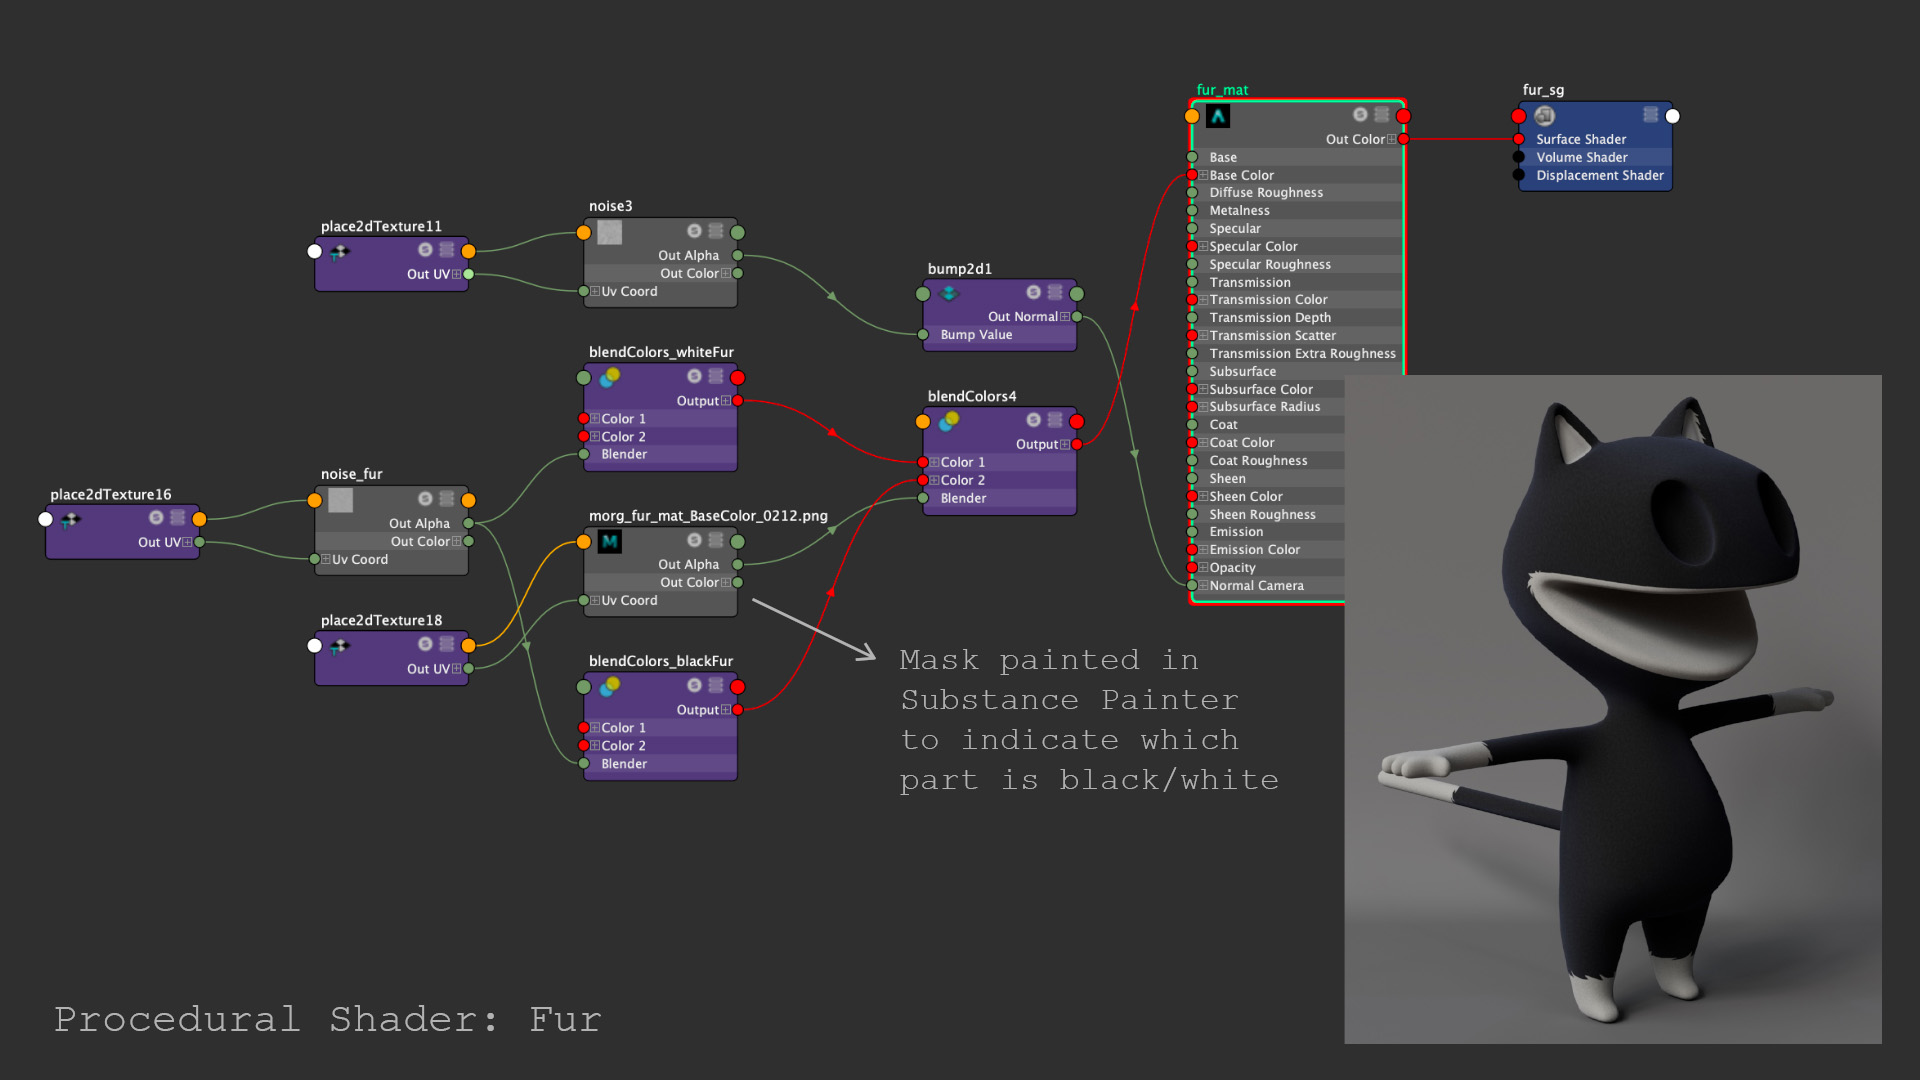 fur_mat
Out Color
Base
Base Color
Diffuse Roughness
Metalness
Specular
Specular Color
Specular Roughness
Transmission
Transmission Color
Transmission Depth
Transmission Scatter
Transmission Extra Roughness
Subsurface
Subsurface Color
Subsurface Radius
Coat
Coat Color
Coat Roughness
Sheen
Sheen Color
Sheen Roughness
Emission
Emission Color
Opacity
Normal Camera
fur_sg
Surface Shader
Volume Shader
Displacement Shader
place2dTexture11
Out UV
noise3
Out Alpha
Out Color
Uv Coord
bump2d1
Out Normal
Bump Value
blendColors_whiteFur
Output
Color 1
Color 2
Blender
blendColors4
Output
Color 1
Color 2
Blender
place2dTexture16
Out UV
noise_fur
Out Alpha
Out Color
Uv Coord
morg_fur_mat_BaseColor_0212.png
M
Out Alpha
Out Color
Uv Coord
place2dTexture18
Out UV
blendColors_blackFur
Output
Color 1
Color 2
Blender
Mask painted in
Substance Painter
to indicate which
part is black/white
Procedural Shader: Fur